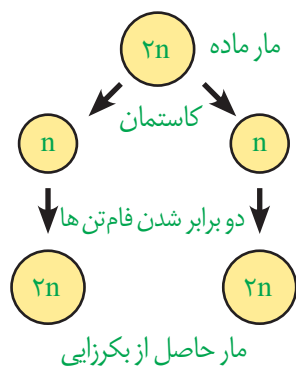 ۲n
مار ماده
کاستمان
n
n
دو برابر شدن فام‌تن ها
۲n
۲n
مار حاصل از بکرزایی